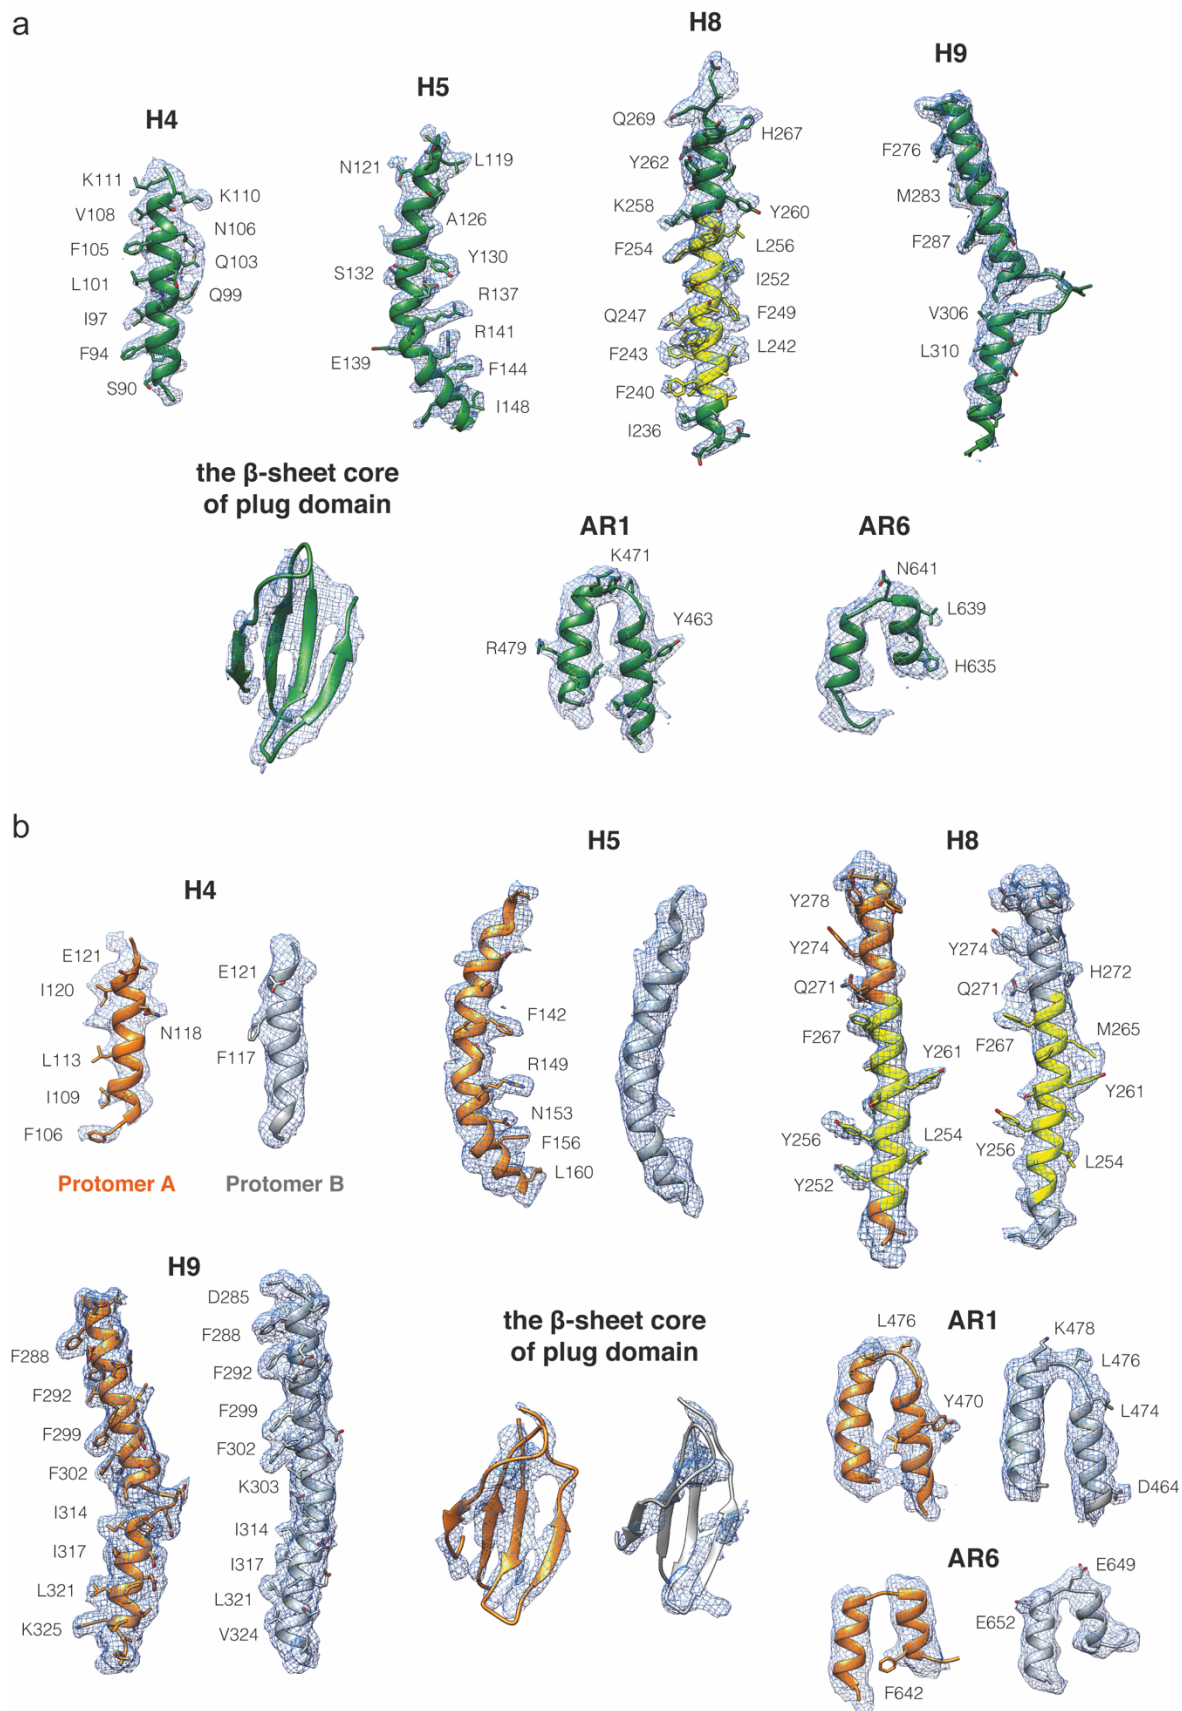 a
H4
K111
V108
F105
L101
I97
F94
S90
K110
N106
Q103
Q99
H5
N121
S132
E139
L119
A126
Y130
R137
R141
F144
I148
H8
Q269
Y262
K258
F254
Q247
F243
F240
I236
H267
Y260
L256
I252
F249
L242
H9
F276
M283
F287
V306
L310
the β-sheet core
of plug domain
AR1
K471
Y463
R479
AR6
N641
L639
H635
b
H4
E121
I120
N118
L113
I109
F106
E121
F117
Protomer A
Protomer B
H5
F142
R149
N153
F156
L160
H8
Y278
Y274
Q271
F267
Y261
Y256
L254
Y252
Y274
Q271
F267
Y256
H272
M265
Y261
L254
H9
F288
F292
F299
F302
I314
I317
L321
K325
D285
F288
F292
F299
F302
K303
I314
I317
L321
V324
the β-sheet core
of plug domain
AR1
L476
Y470
K478
L476
L474
D464
AR6
F642
E649
E652